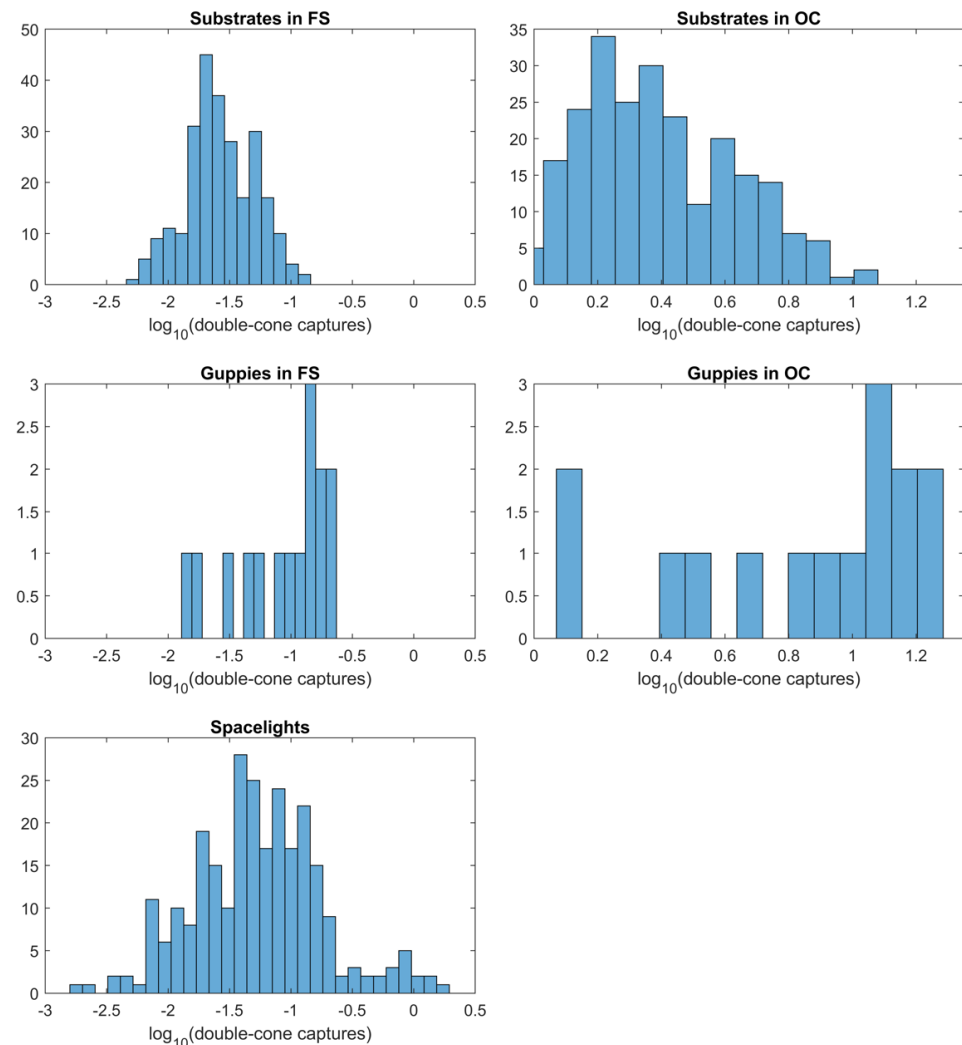 Substrates in FS
50
40
30
20
10
0
-3 -2.5 -2 -1.5 -1 -0.5 0 0.5
log10(double-cone captures)
Substrates in OC
35
30
25
20
15
10
5
0
0 0.2 0.4 0.6 0.8 1 1.2
log10(double-cone captures)
Guppies in FS
3
2.5
2
1.5
1
0.5
0
-3 -2.5 -2 -1.5 -1 -0.5 0 0.5
log10(double-cone captures)
Guppies in OC
3
2.5
2
1.5
1
0.5
0
0 0.2 0.4 0.6 0.8 1 1.2
log10(double-cone captures)
Spacelights
30
25
20
15
10
5
0
-3 -2.5 -2 -1.5 -1 -0.5 0 0.5
log10(double-cone captures)